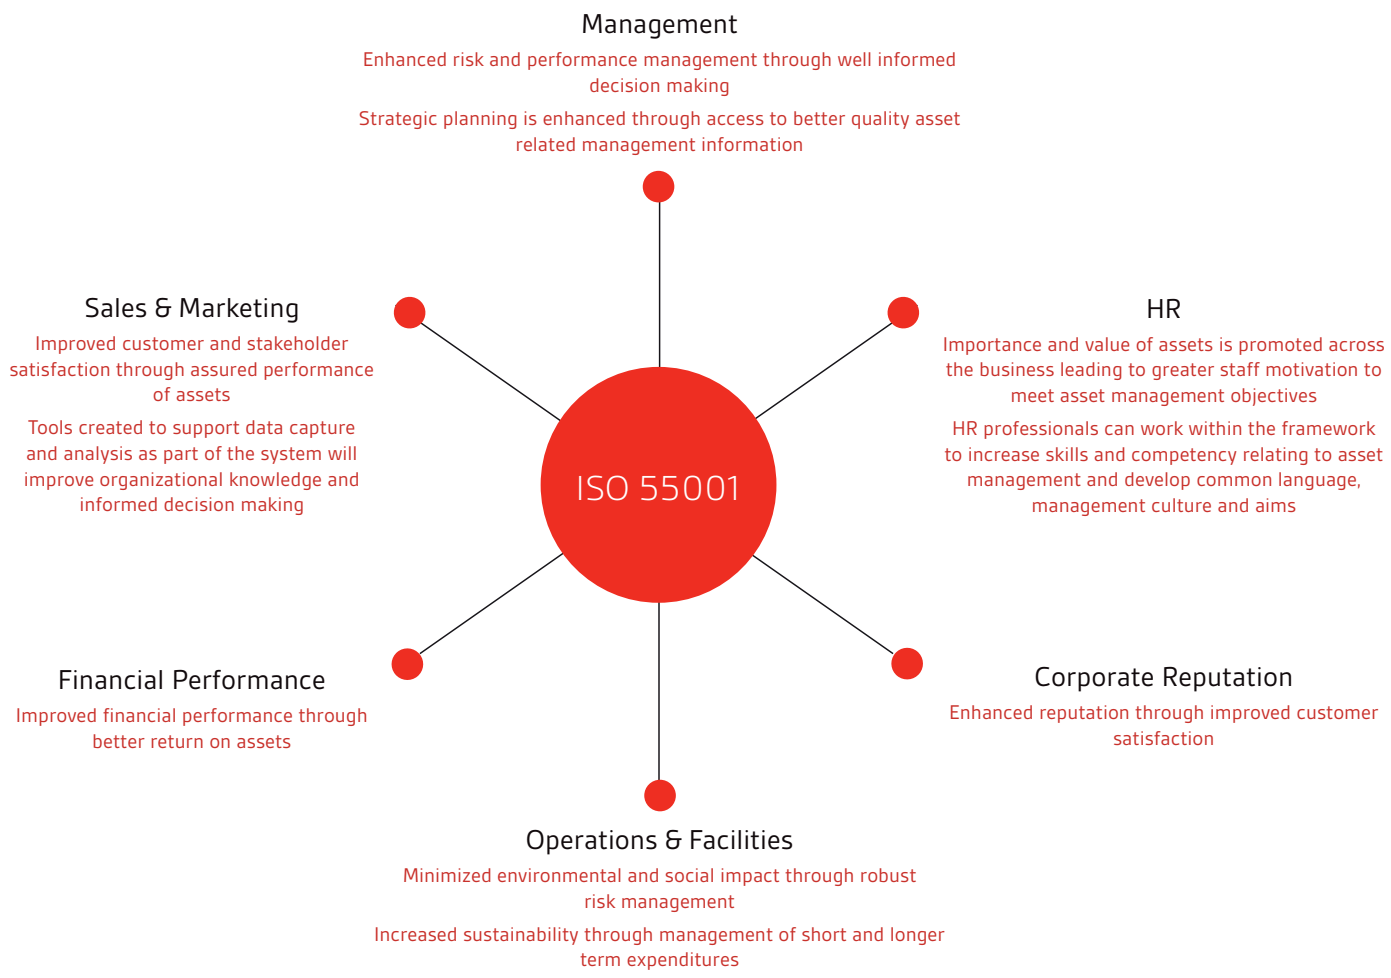 Management
Enhanced risk and performance management through well informed
decision making
Strategic planning is enhanced through access to better quality asset
related management information
Sales & Marketing
Improved customer and stakeholder
satisfaction through assured performance
of assets
Tools created to support data capture
and analysis as part of the system will
improve organizational knowledge and
informed decision making
HR
Importance and value of assets is promoted across
the business leading to greater staff motivation to
meet asset management objectives
HR professionals can work within the framework
to increase skills and competency relating to asset
management and develop common language,
management culture and aims
ISO 55001
Financial Performance
Improved financial performance through
better return on assets
Corporate Reputation
Enhanced reputation through improved customer
satisfaction
Operations & Facilities
Minimized environmental and social impact through robust
risk management
Increased sustainability through management of short and longer
term expenditures